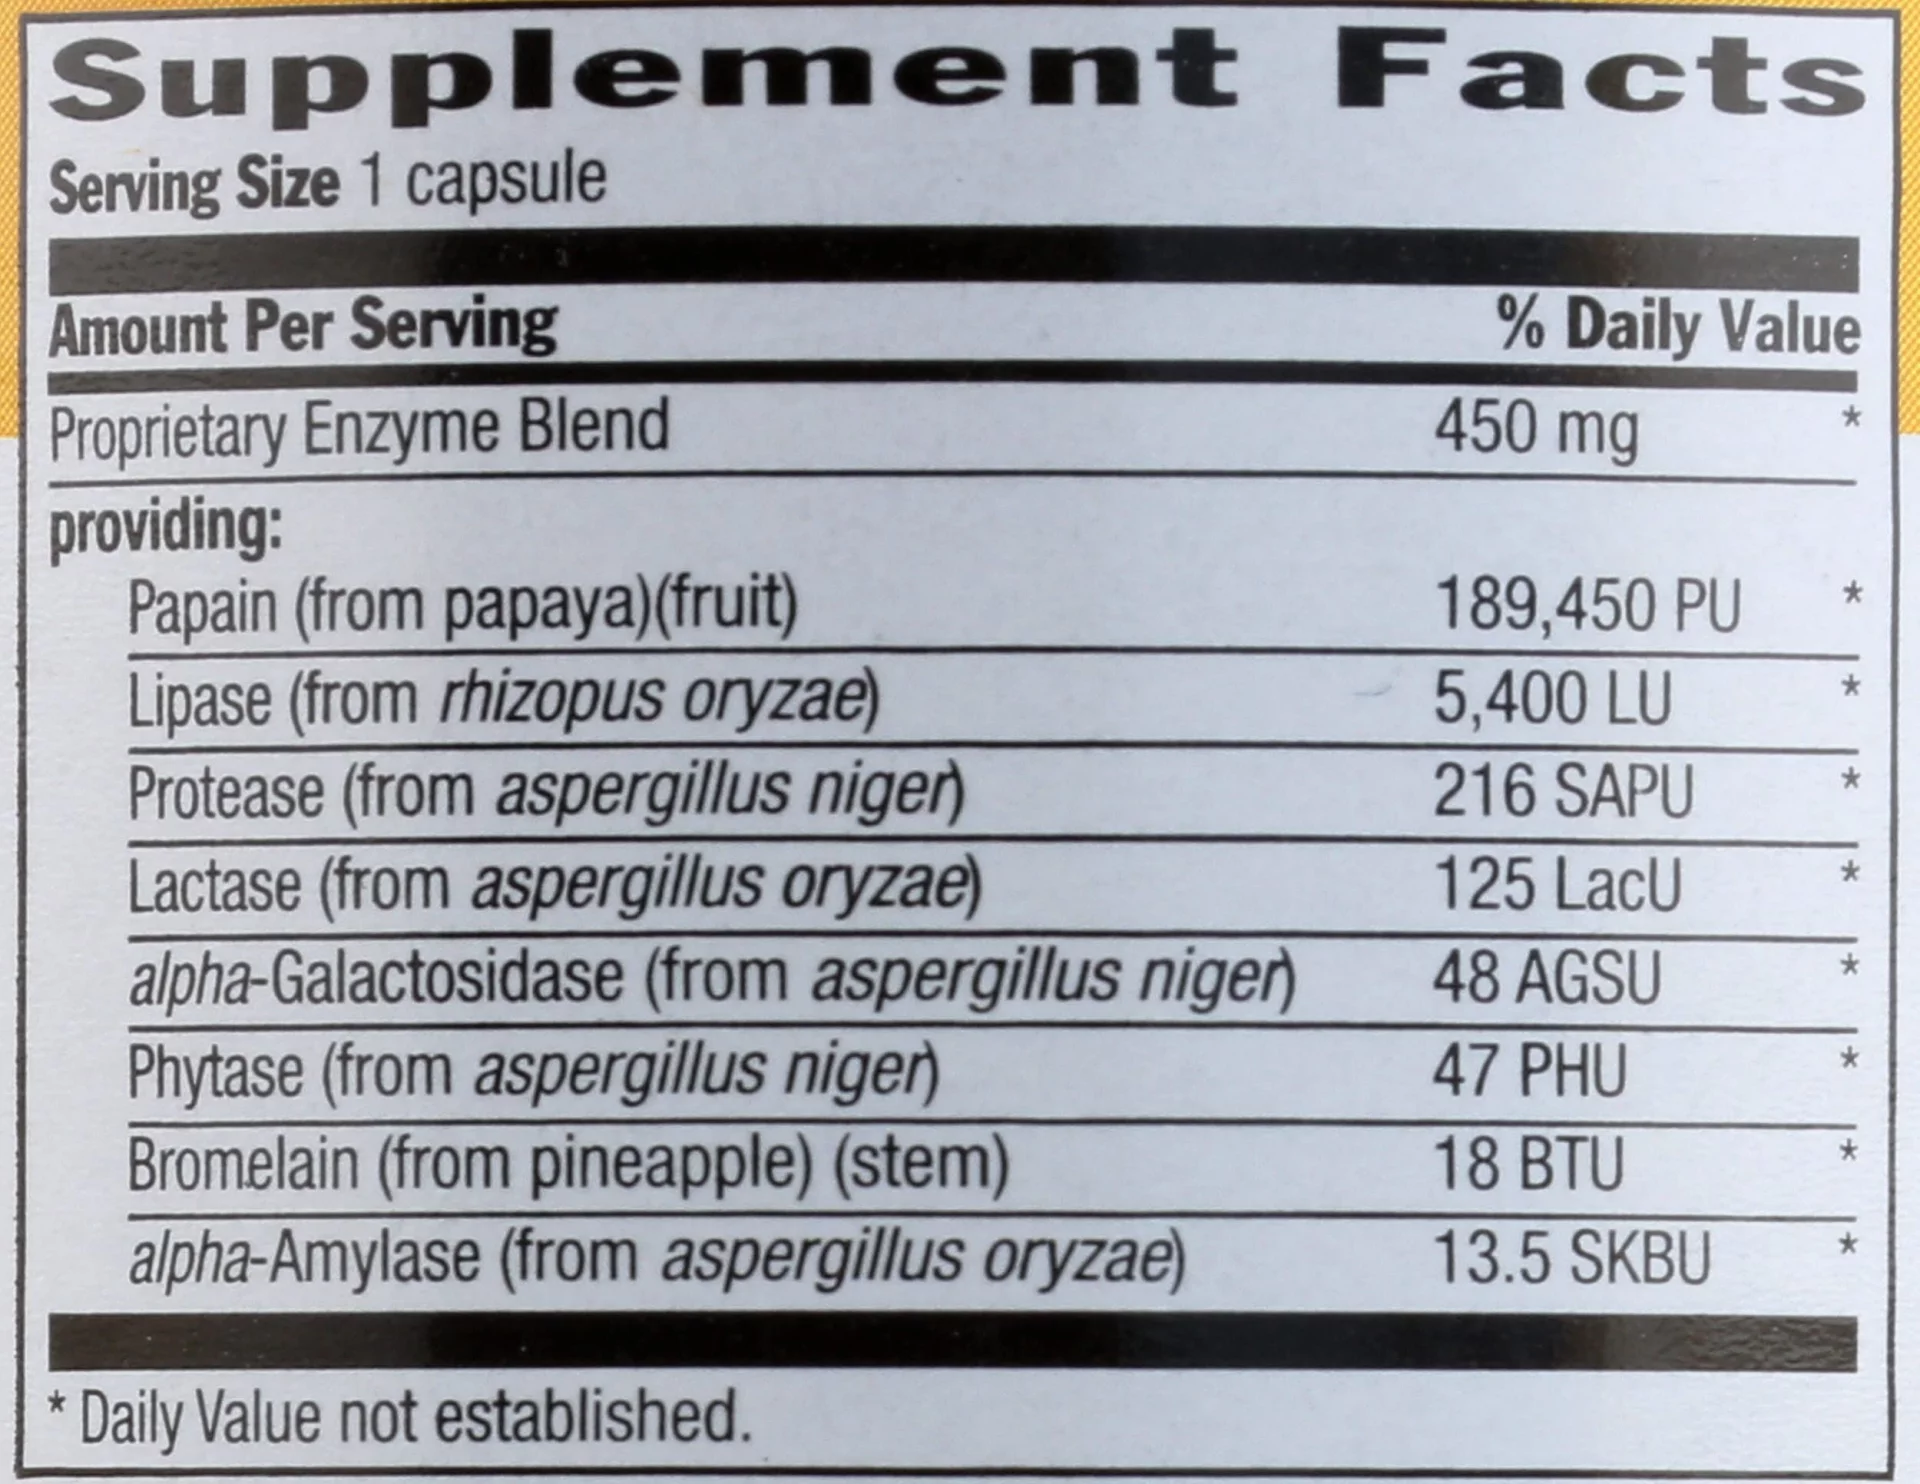 Supplement Facts
Serving Size 1 capsule
Amount Per Serving % Daily Value
Proprietary Enzyme Blend 450 mg *
providing:
Papain (from papaya)(fruit) 189,450 PU *
Lipase (from rhizopus oryzae) 5,400 LU *
Protease (from aspergillus niger) 216 SAPU *
Lactase (from aspergillus oryzae) 125 LacU *
alpha-Galactosidase (from aspergillus niger) 48 AGSU *
Phytase (from aspergillus niger) 47 PHU *
Bromelain (from pineapple) (stem) 18 BTU *
alpha-Amylase (from aspergillus oryzae) 13.5 SKBU *
* Daily Value not established.